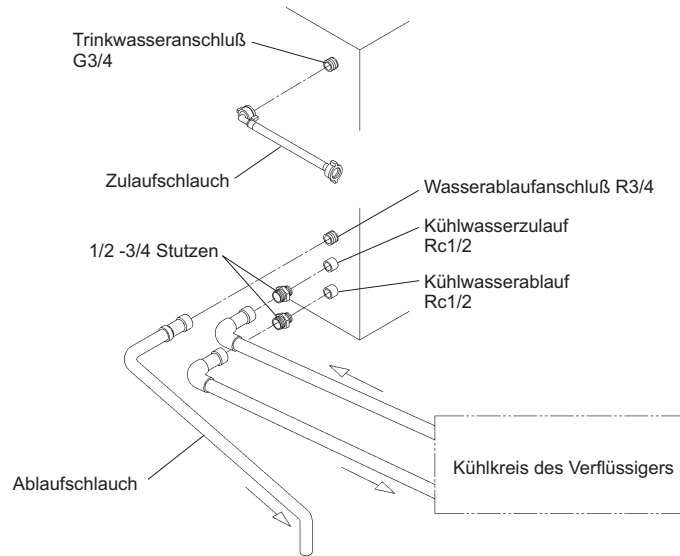 Trinkwasseranschluß
G3/4
Zulaufschlauch
Wasserablaufanschluß R3/4
Kühlwasserzulauf
Rc1/2
1/2 -3/4 Stutzen
Kühlwasserablauf
Rc1/2
Kühlkreis des Verflüssigers
Ablaufschlauch